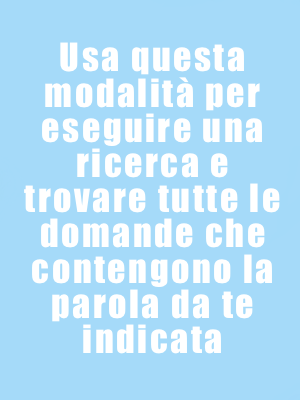 Usa questa
modalità per
eseguire una
ricerca e
trovare tutte le
domande che
contengono la
parola da te
indicata